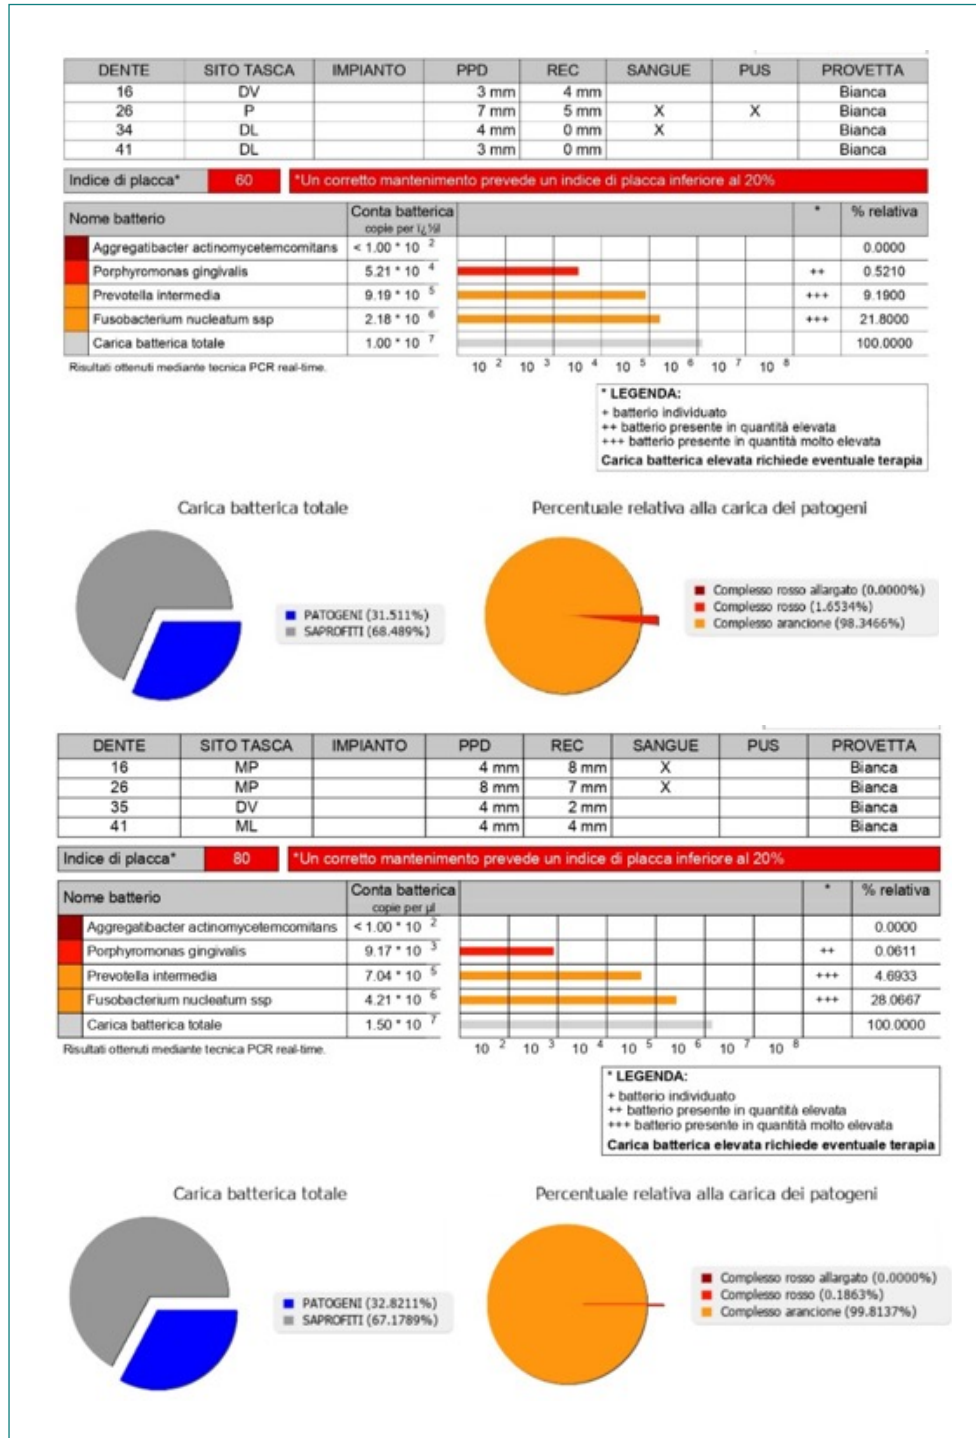 DENTE SITO TASCA IMPIANTO PPD REC SANGUE PUS PROVETTA
16 DV 3 mm 4 mm Bianca
26 P 7 mm 5 mm X X Bianca
34 DL 4 mm 0 mm X Bianca
41 DL 3 mm 0 mm Bianca
Indice di placca* 60 *Un corretto mantenimento prevede un indice di placca inferiore al 20%
Nome batterio Conta batterica copie per ï¿½l * % relativa
Aggregatibacter actinomycetemcomitans < 1.00 * 10 2 0.0000
Porphyromonas gingivalis 5.21 * 10 4 ++ 0.5210
Prevotella intermedia 9.19 * 10 5 +++ 9.1900
Fusobacterium nucleatum ssp 2.18 * 10 6 +++ 21.8000
Carica batterica totale 1.00 * 10 7 100.0000
Risultati ottenuti mediante tecnica PCR real-time. 10 2 10 3 10 4 10 5 10 6 10 7 10 8
* LEGENDA:
+ batterio individuato
++ batterio presente in quantità elevata
+++ batterio presente in quantità molto elevata
Carica batterica elevata richiede eventuale terapia
Carica batterica totale
PATOGENI (31.511%)
SAPROFITI (68.489%)
Percentuale relativa alla carica dei patogeni
Complesso rosso allargato (0.0000%)
Complesso rosso (1.6534%)
Complesso arancione (98.3466%)
DENTE SITO TASCA IMPIANTO PPD REC SANGUE PUS PROVETTA
16 MP 4 mm 8 mm X Bianca
26 MP 8 mm 7 mm X Bianca
35 DV 4 mm 2 mm Bianca
41 ML 4 mm 4 mm Bianca
Indice di placca* 80 *Un corretto mantenimento prevede un indice di placca inferiore al 20%
Nome batterio Conta batterica copie per µl * % relativa
Aggregatibacter actinomycetemcomitans < 1.00 * 10 2 0.0000
Porphyromonas gingivalis 9.17 * 10 3 ++ 0.0611
Prevotella intermedia 7.04 * 10 5 +++ 4.6933
Fusobacterium nucleatum ssp 4.21 * 10 6 +++ 28.0667
Carica batterica totale 1.50 * 10 7 100.0000
Risultati ottenuti mediante tecnica PCR real-time. 10 2 10 3 10 4 10 5 10 6 10 7 10 8
* LEGENDA:
+ batterio individuato
++ batterio presente in quantità elevata
+++ batterio presente in quantità molto elevata
Carica batterica elevata richiede eventuale terapia
Carica batterica totale
PATOGENI (32.8211%)
SAPROFITI (67.1789%)
Percentuale relativa alla carica dei patogeni
Complesso rosso allargato (0.0000%)
Complesso rosso (0.1863%)
Complesso arancione (99.8137%)